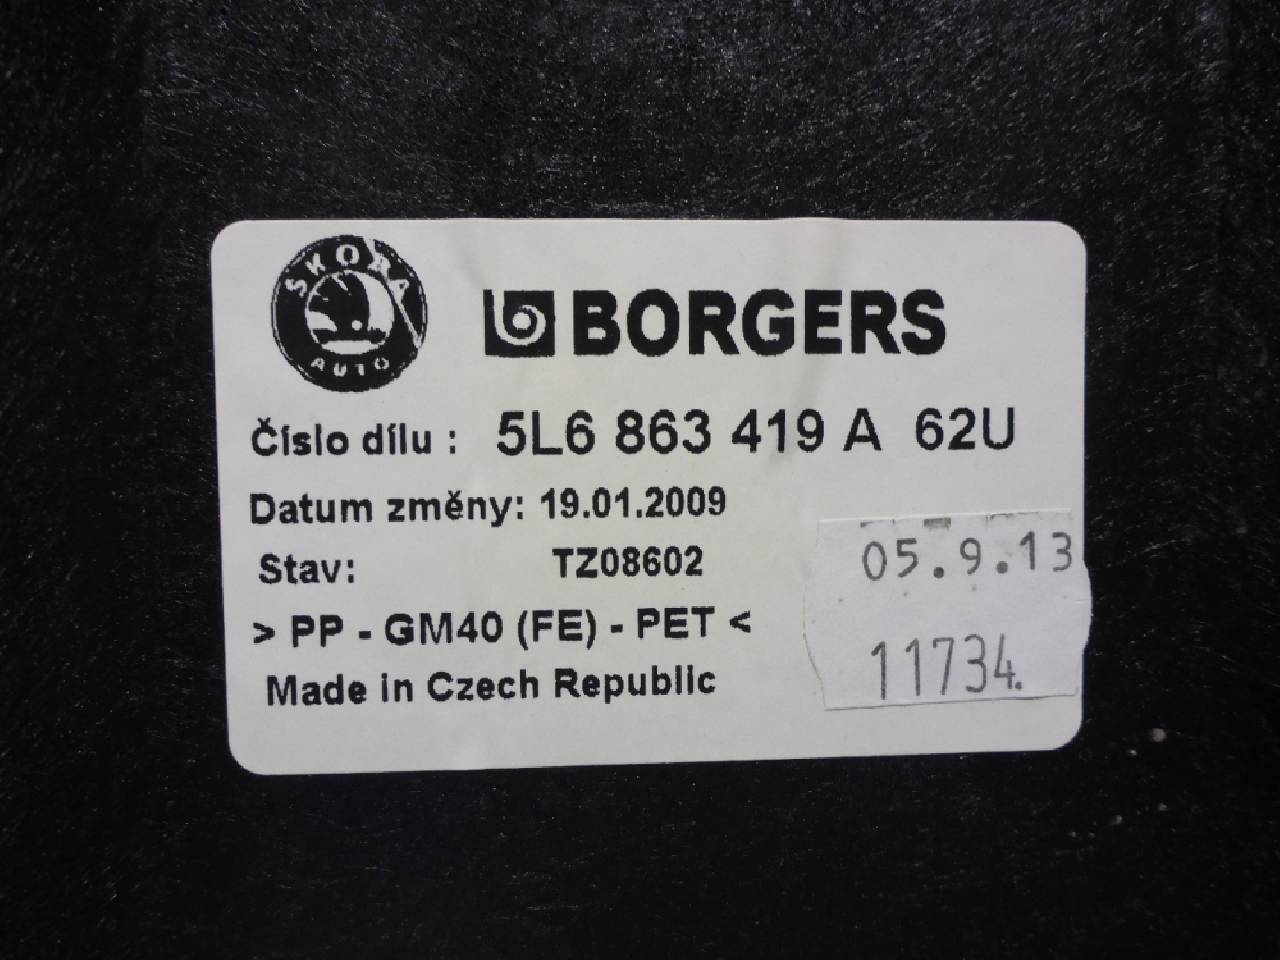 ŠKODA
AUTO
BORGERS
Číslo dílu : 5L6 863 419 A 62U
Datum změny: 19.01.2009
Stav: TZ08602
> PP - GM40 (FE) - PET <
Made in Czech Republic
05.9.13
11734.